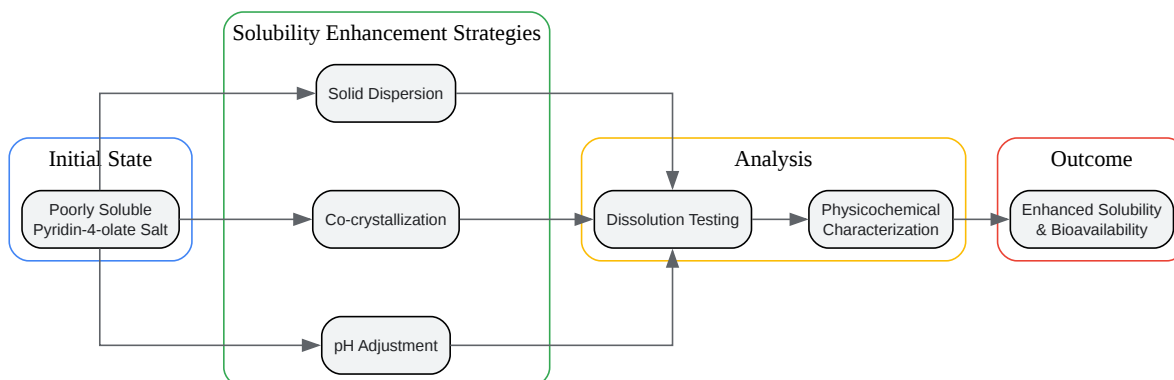 Solubility Enhancement Strategies
Solid Dispersion
Initial State
Poorly Soluble
Pyridin-4-olate Salt
Co-crystallization
pH Adjustment
Analysis
Dissolution Testing
Physicochemical
Characterization
Outcome
Enhanced Solubility
& Bioavailability